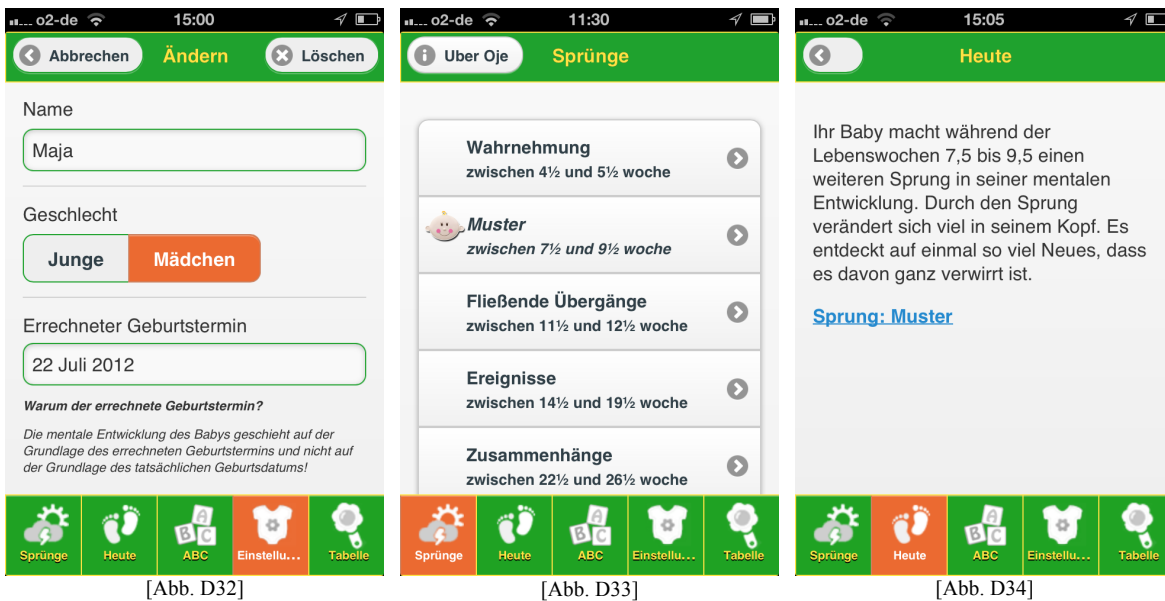 o2-de 15:00
Abbrechen Ändern Löschen
Name
Maja
Geschlecht
Junge Mädchen
Errechneter Geburtstermin
22 Juli 2012
Warum der errechnete Geburtstermin?
Die mentale Entwicklung des Babys geschieht auf der
Grundlage des errechneten Geburtstermins und nicht auf
der Grundlage des tatsächlichen Geburtsdatums!
Sprünge Heute ABC Einstellu... Tabelle
[Abb. D32]
o2-de 11:30
Uber Oje Sprünge
Wahrnehmung
zwischen 4½ und 5½ woche
Muster
zwischen 7½ und 9½ woche
Fließende Übergänge
zwischen 11½ und 12½ woche
Ereignisse
zwischen 14½ und 19½ woche
Zusammenhänge
zwischen 22½ und 26½ woche
Sprünge Heute ABC Einstellu... Tabelle
[Abb. D33]
o2-de 15:05
Heute
Ihr Baby macht während der
Lebenswochen 7,5 bis 9,5 einen
weiteren Sprung in seiner mentalen
Entwicklung. Durch den Sprung
verändert sich viel in seinem Kopf. Es
entdeckt auf einmal so viel Neues, dass
es davon ganz verwirrt ist.
Sprung: Muster
Sprünge Heute ABC Einstellu... Tabelle
[Abb. D34]